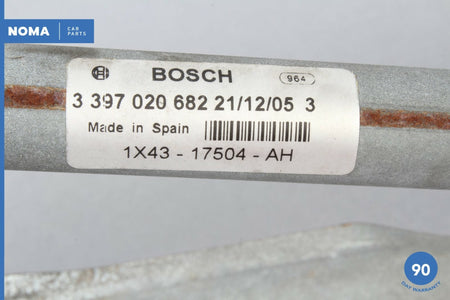 NOMA CAR PARTS
BOSCH 964
3 397 020 682 21/12/05 3
Made in Spain
1X43 - 17504 - AH
90
DAY WARRANTY